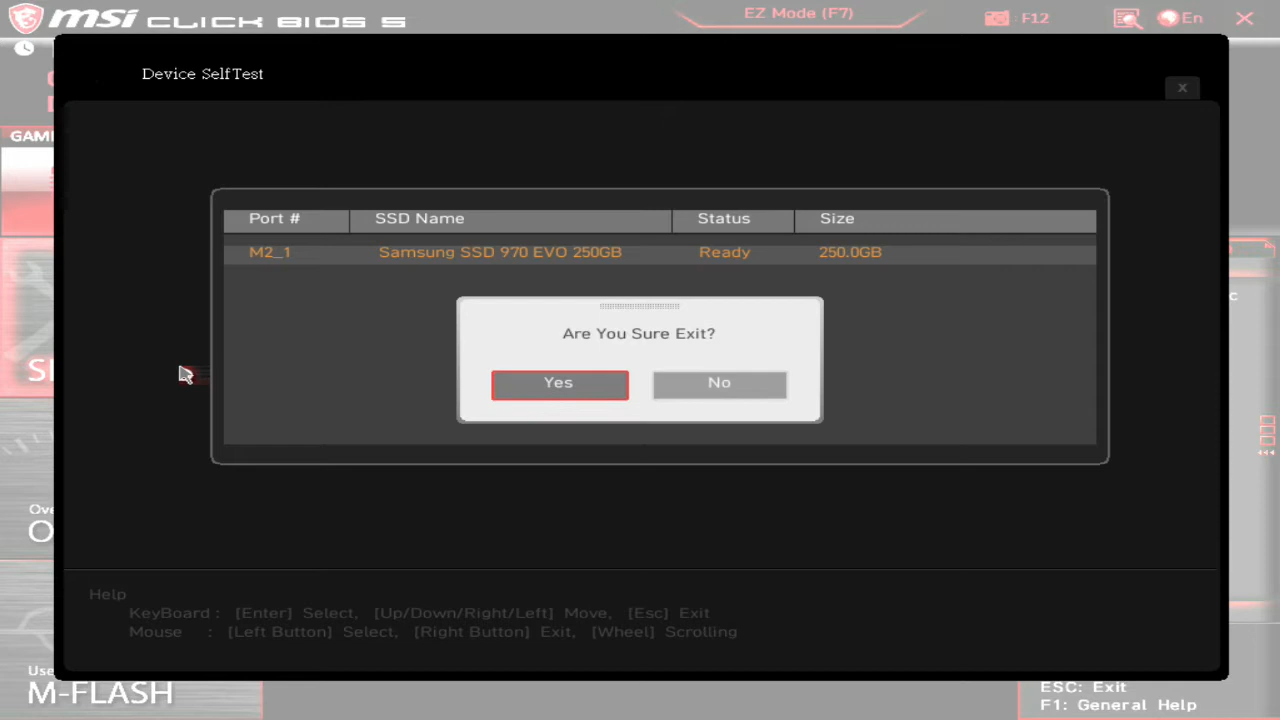 msi CLICK BIOS 5
EZ Mode (F7)
: F12
En
Device SelfTest
X
GAM
Port #
SSD Name
Status
Size
M2_1
Samsung SSD 970 EVO 250GB
Ready
250.0GB
Are You Sure Exit?
Yes
No
Help
KeyBoard : [Enter] Select, [Up/Down/Right/Left] Move, [Esc] Exit
Mouse : [Left Button] Select, [Right Button] Exit, [Wheel] Scrolling
Use
M-FLASH
ESC: Exit
F1: General Help